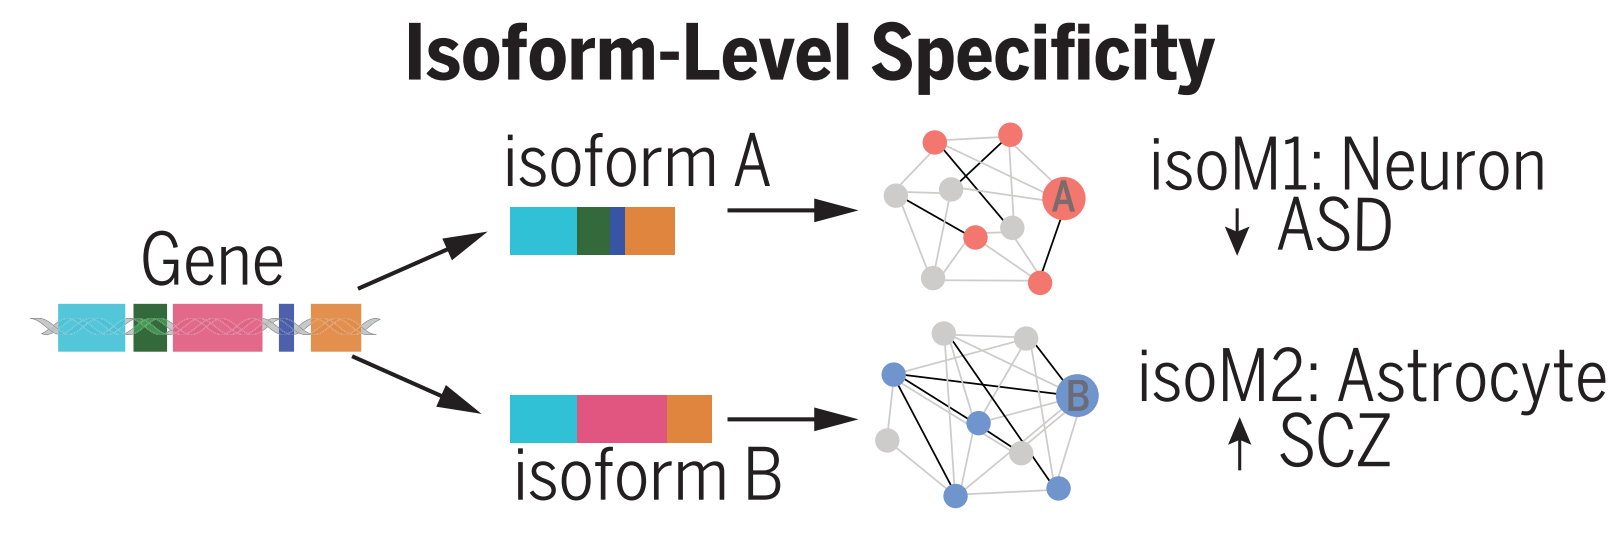 Isoform-Level Specificity
isoform A
A
isoM1: Neuron
↓ ASD
Gene
isoform B
B
isoM2: Astrocyte
↑ SCZ